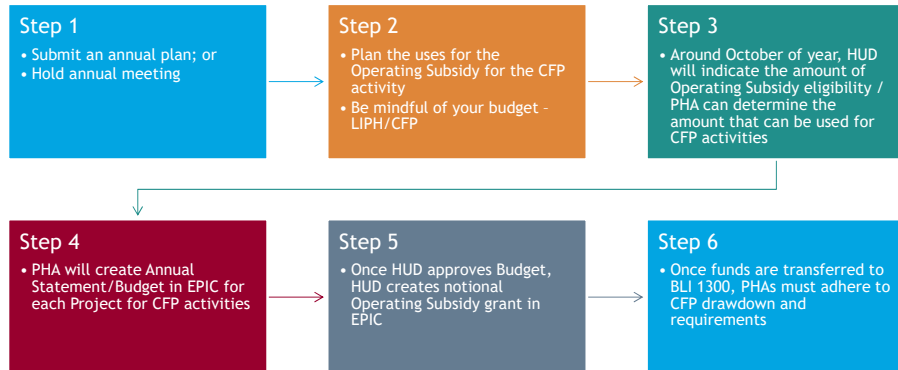 Step 1
• Submit an annual plan; or
• Hold annual meeting
Step 2
• Plan the uses for the
Operating Subsidy for the CFP
activity
• Be mindful of your budget –
LIPH/CFP
Step 3
• Around October of year, HUD
will indicate the amount of
Operating Subsidy eligibility /
PHA can determine the
amount that can be used for
CFP activities
Step 4
• PHA will create Annual
Statement/Budget in EPIC for
each Project for CFP activities
Step 5
• Once HUD approves Budget,
HUD creates notional
Operating Subsidy grant in
EPIC
Step 6
• Once funds are transferred to
BLI 1300, PHAs must adhere to
CFP drawdown and
requirements